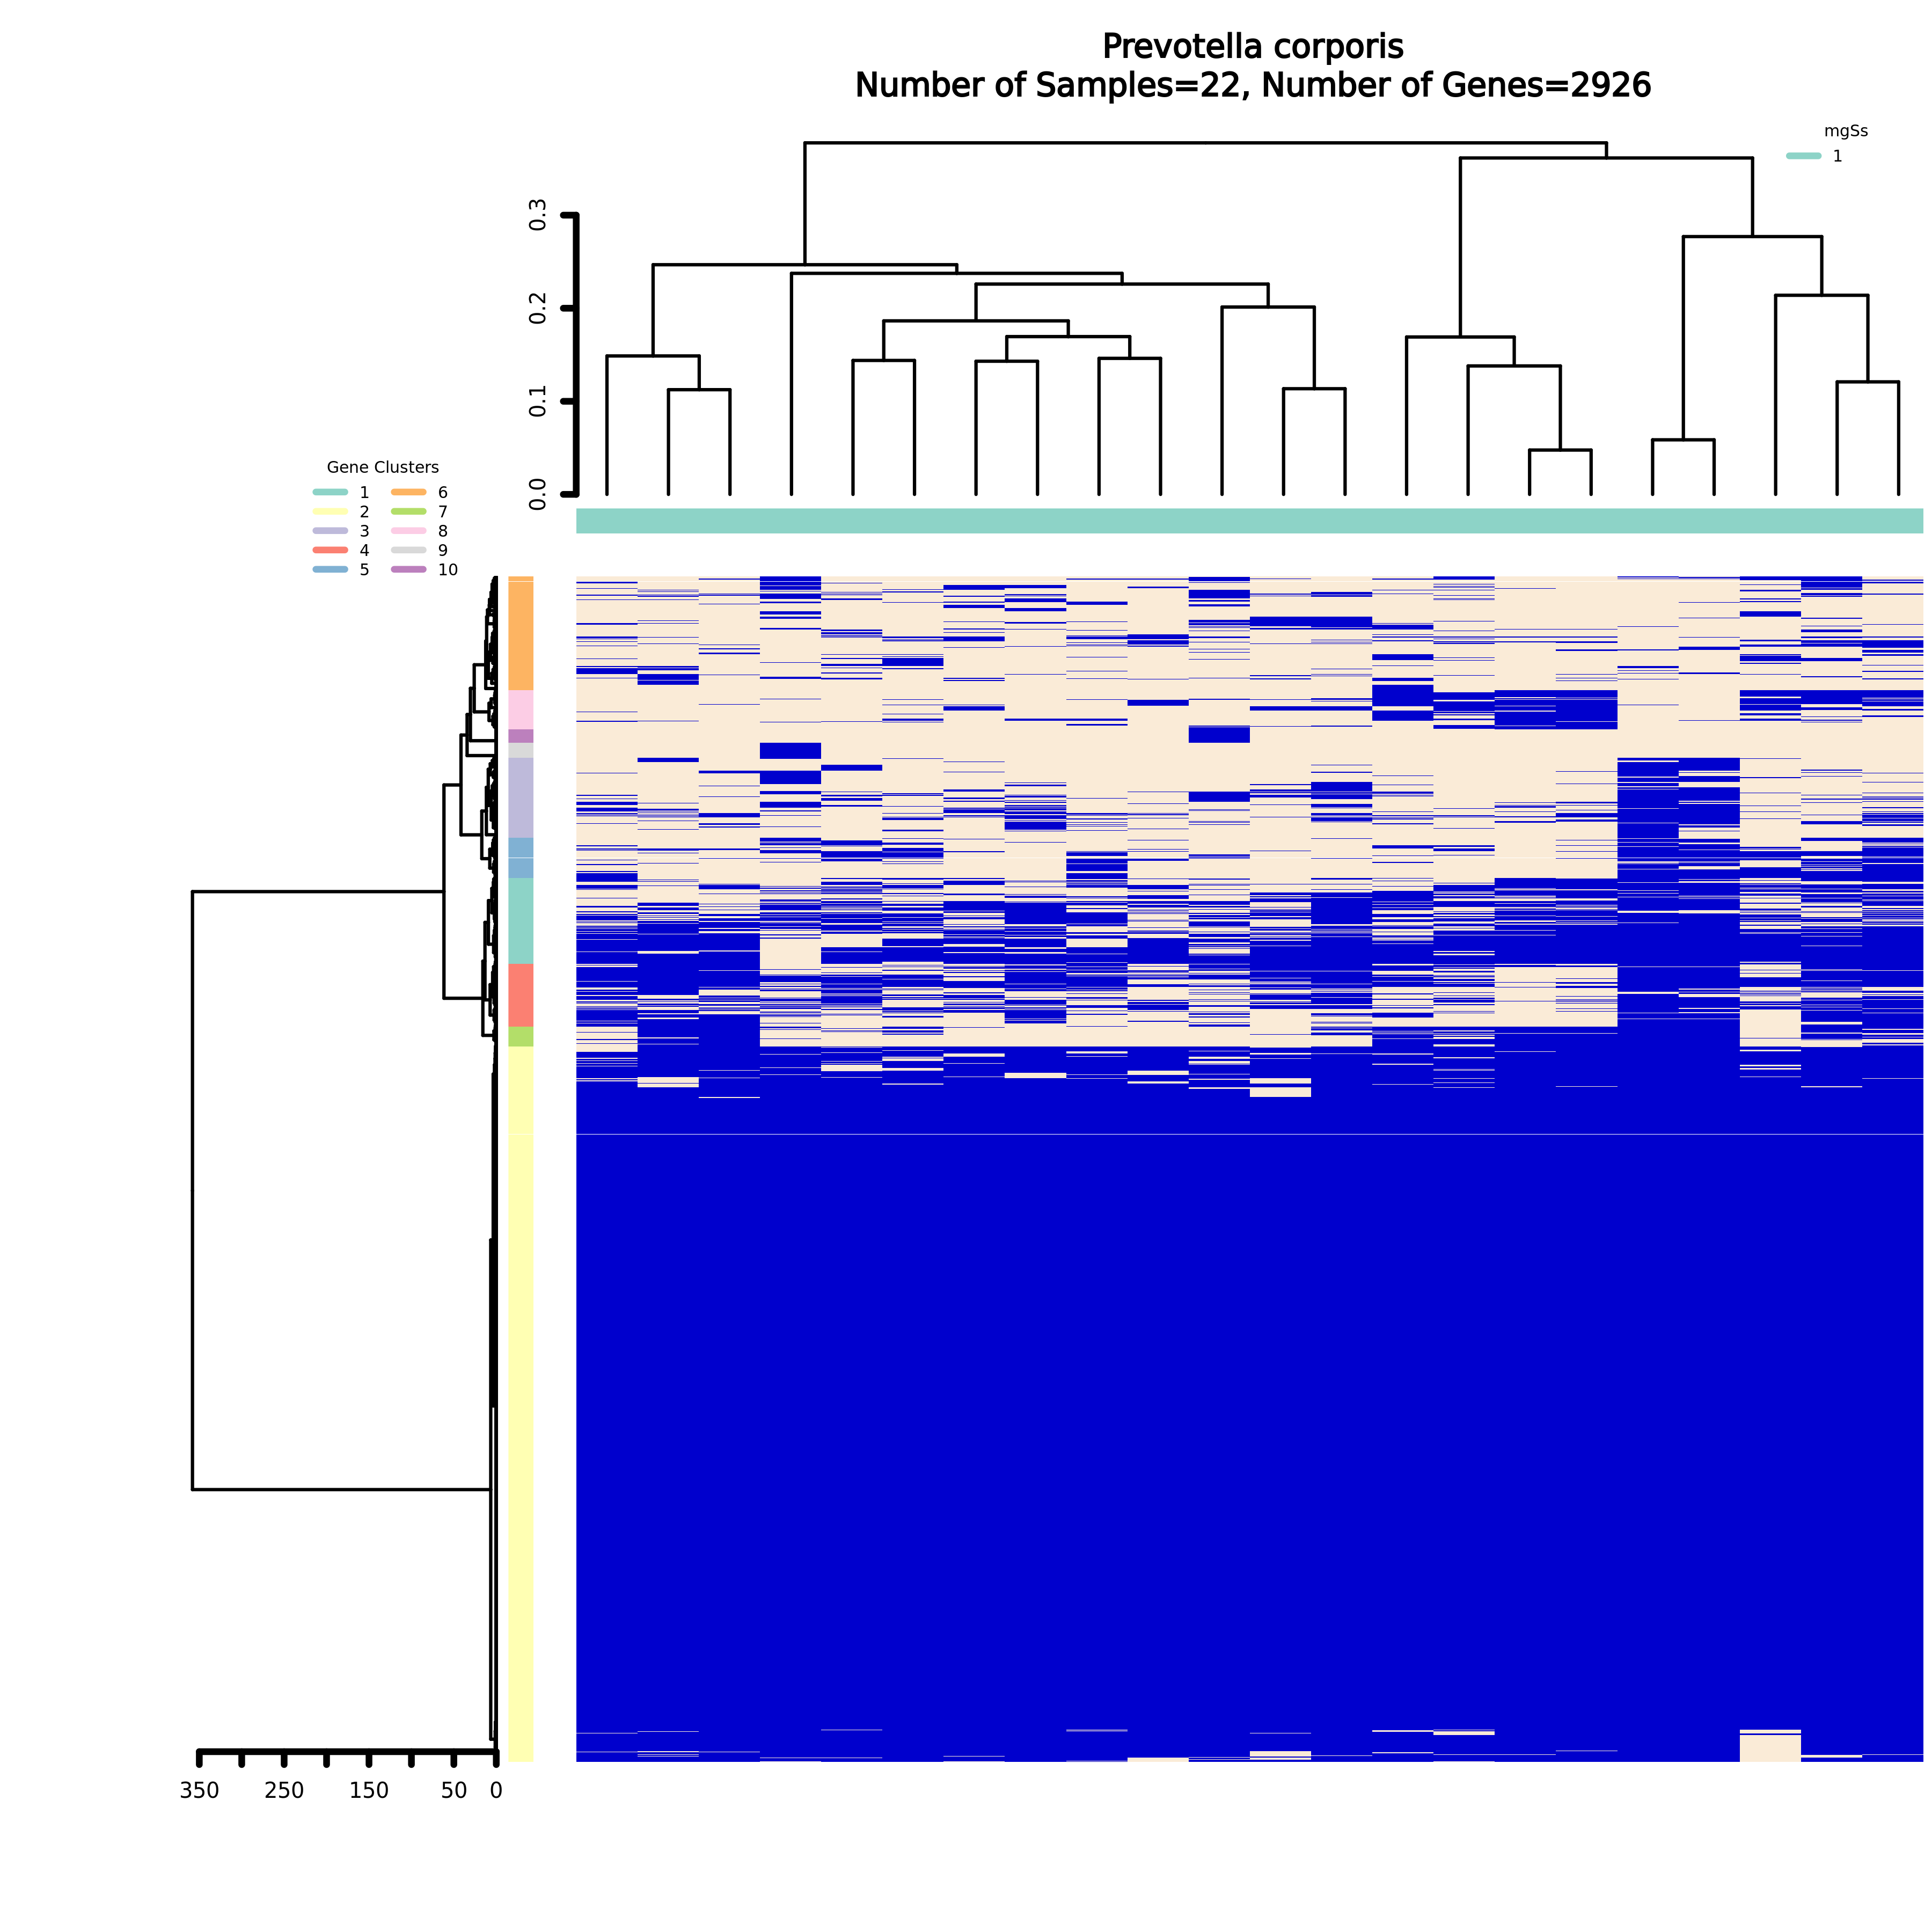 Prevotella corporis
Number of Samples=22, Number of Genes=2926
mgSs
1
0.3
0.2
0.1
0.0
Gene Clusters
1 6
2 7
3 8
4 9
5 10
350 250 150 50 0